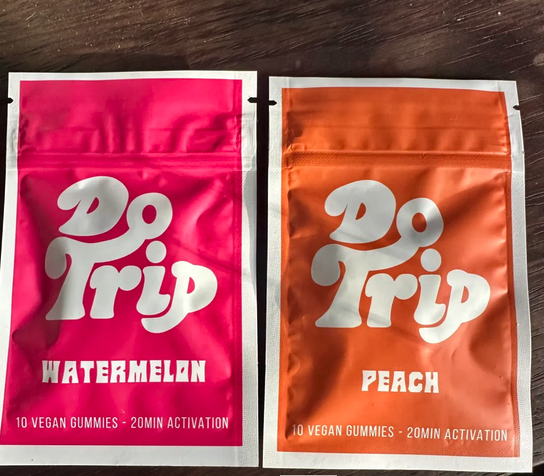 Do
Trip
WATERMELON
10 VEGAN GUMMIES - 20MIN ACTIVATION
Do
Trip
PEACH
10 VEGAN GUMMIES - 20MIN ACTIVATION